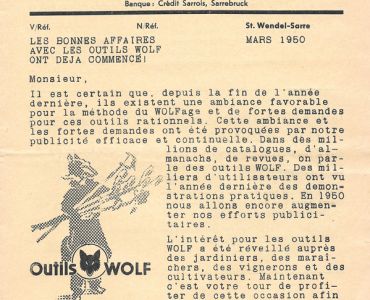 Banque: Crédit Sarrois, Sarrebruck
V/Réf. N/Réf. St. Wendel-Sarre
LES BONNES AFFAIRES MARS 1950
AVEC LES OUTILS WOLF
ONT DEJA COMMENCÉ!
Monsieur,
Il est certain que, depuis la fin de l'année
dernière, ils existent une ambiance favorable
pour la méthode du WOLFage et de fortes demandes
pour ces outils rationnels. Cette ambiance et
les fortes demandes ont été provoquées par notre
publicité efficace et continuelle. Dans des mil-
lions de catalogues, d'al-
manachs, de revues, on par-
le des outils WOLF. Des mil-
liers d'utilisateurs ont vu
l'année dernière des demon-
strations pratiques. En 1950
nous allons encore augmen-
ter nos efforts publici-
taires.
L'intérêt pour les outils
WOLF a été réveillé auprès
des jardiniers, des marai-
chers, des vignerons et des
cultivateurs. Maintenant
c'est votre tour de profi-
ter de cette occasion afin
Outils WOLF